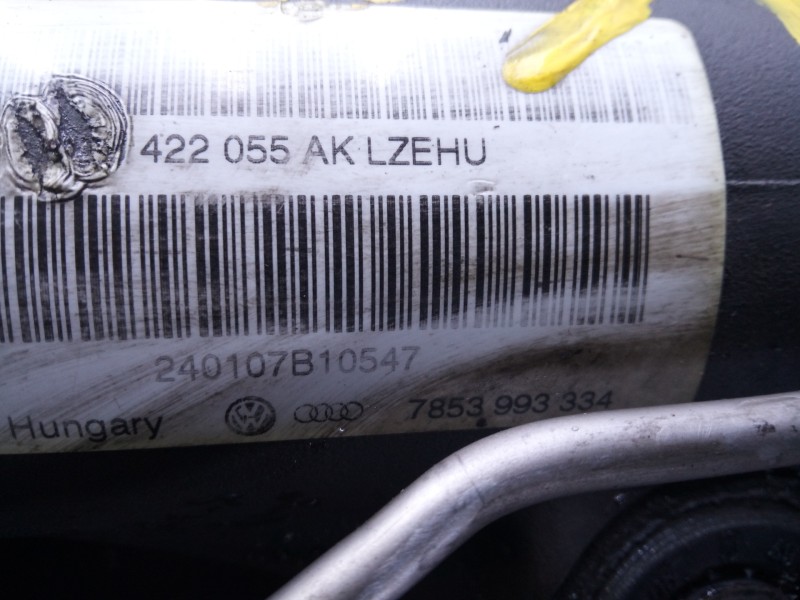 422 055 AK LZEHU
240107B10547
Hungary 7853 993 334